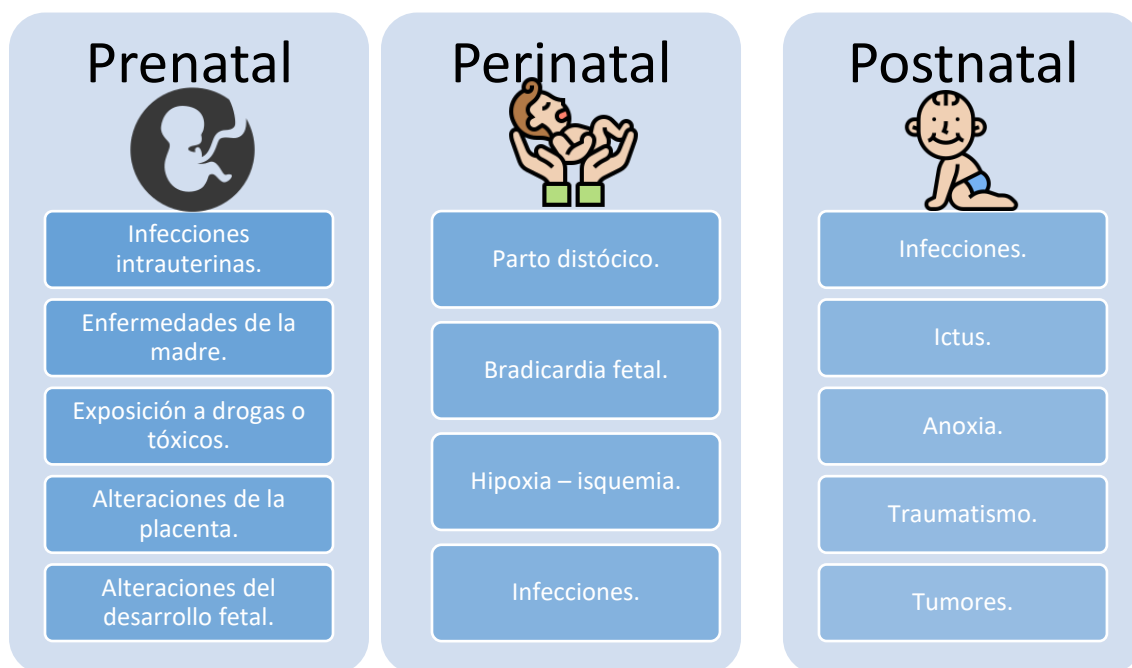 Prenatal
Infecciones
intrauterinas.
Enfermedades de la
madre.
Exposición a drogas o
tóxicos.
Alteraciones de la
placenta.
Alteraciones del
desarrollo fetal.
Perinatal
Parto distócico.
Bradicardia fetal.
Hipoxia – isquemia.
Infecciones.
Postnatal
Infecciones.
Ictus.
Anoxia.
Traumatismo.
Tumores.